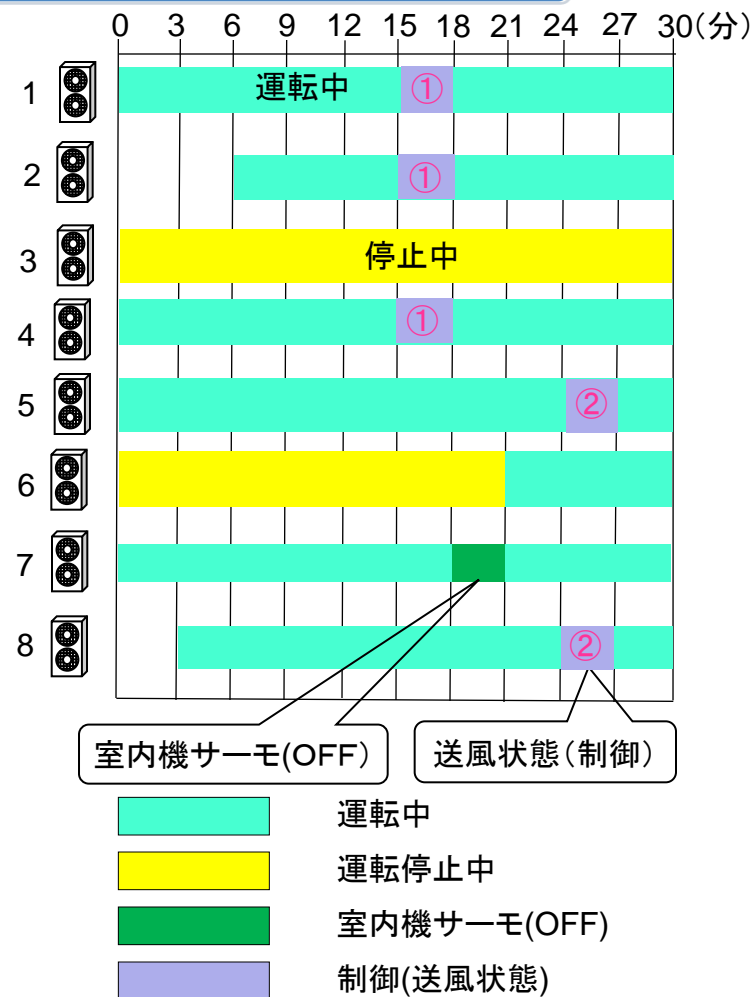 0 3 6 9 12 15 18 21 24 27 30(分)
1 運転中 ①
2 ①
3 停止中
4 ①
5 ②
6
7
8 ②
室内機サーモ(OFF) 送風状態(制御)
運転中
運転停止中
室内機サーモ(OFF)
制御(送風状態)